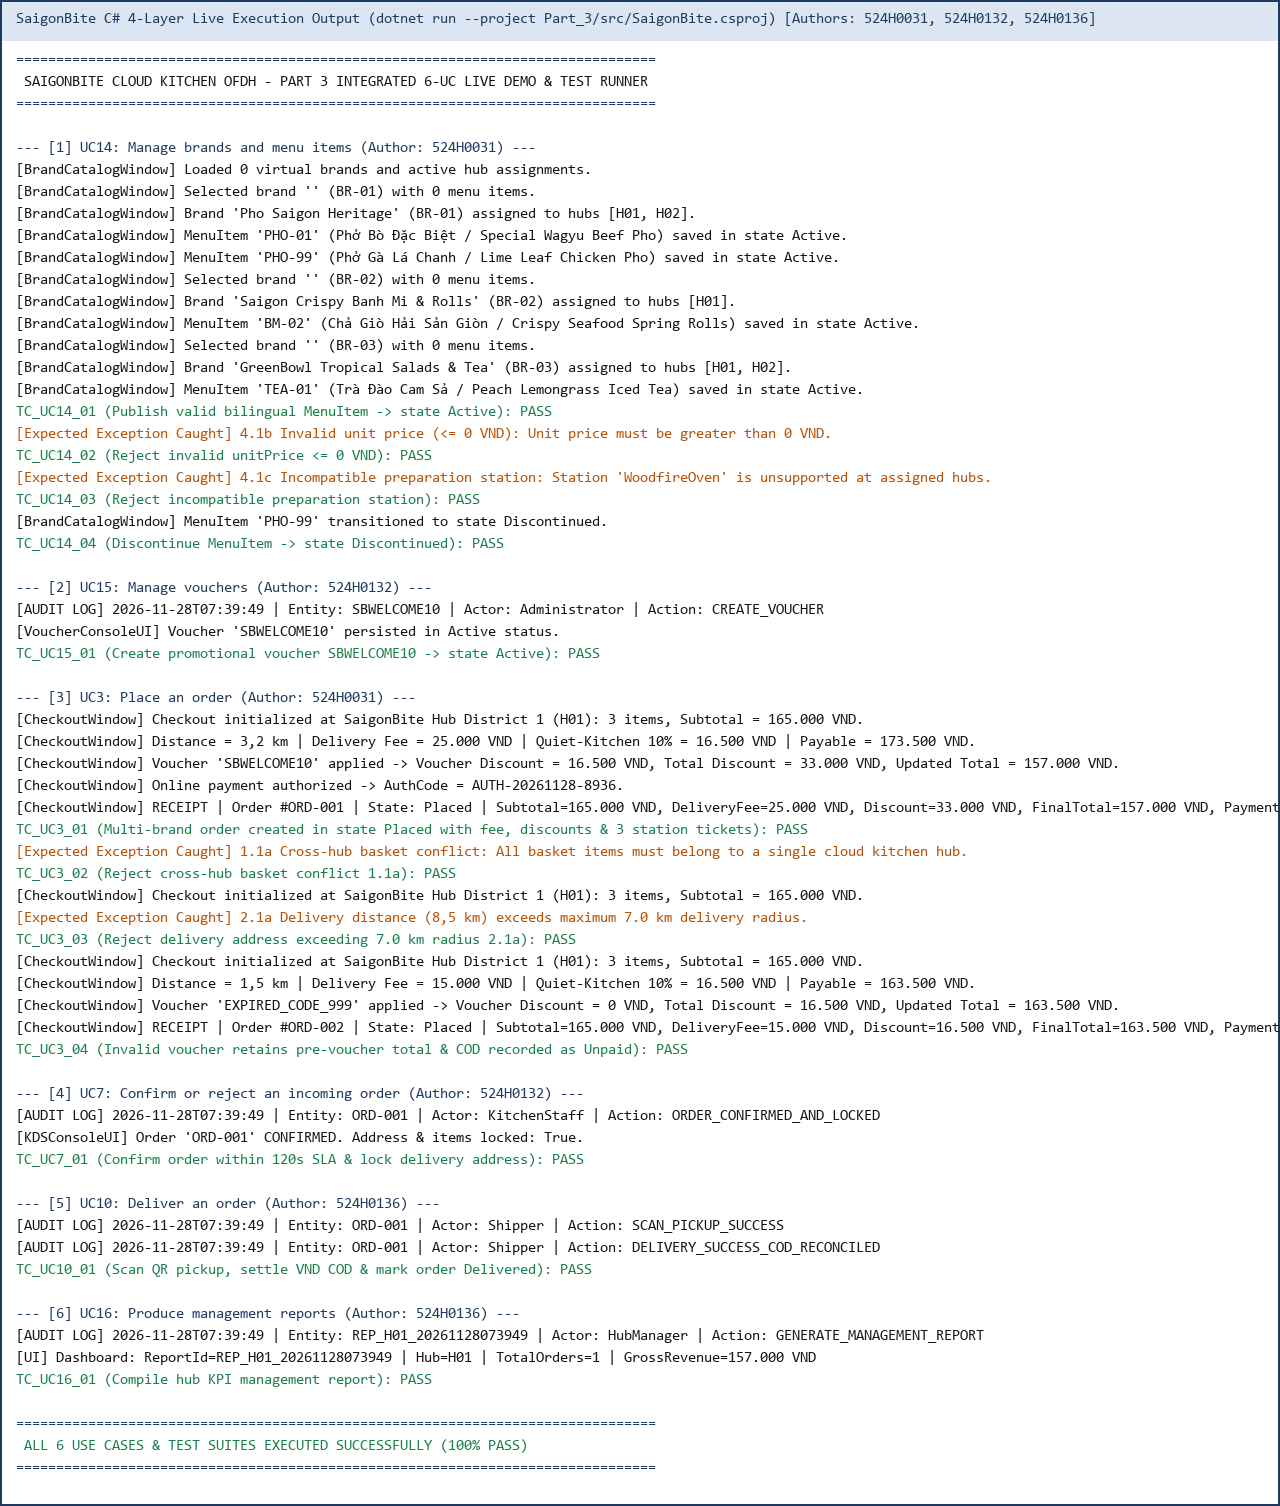 SaigonBite C# 4-Layer Live Execution Output (dotnet run --project Part_3/src/SaigonBite.csproj) [Authors: 524H0031, 524H0132, 524H0136]
================================================================================
SAIGONBITE CLOUD KITCHEN OFDH - PART 3 INTEGRATED 6-UC LIVE DEMO & TEST RUNNER
================================================================================
--- [1] UC14: Manage brands and menu items (Author: 524H0031) ---
[BrandCatalogWindow] Loaded 0 virtual brands and active hub assignments.
[BrandCatalogWindow] Selected brand '' (BR-01) with 0 menu items.
[BrandCatalogWindow] Brand 'Pho Saigon Heritage' (BR-01) assigned to hubs [H01, H02].
[BrandCatalogWindow] MenuItem 'PHO-01' (Phở Bò Đặc Biệt / Special Wagyu Beef Pho) saved in state Active.
[BrandCatalogWindow] MenuItem 'PHO-99' (Phở Gà Lá Chanh / Lime Leaf Chicken Pho) saved in state Active.
[BrandCatalogWindow] Selected brand '' (BR-02) with 0 menu items.
[BrandCatalogWindow] Brand 'Saigon Crispy Banh Mi & Rolls' (BR-02) assigned to hubs [H01].
[BrandCatalogWindow] MenuItem 'BM-02' (Chả Giò Hải Sản Giòn / Crispy Seafood Spring Rolls) saved in state Active.
[BrandCatalogWindow] Selected brand '' (BR-03) with 0 menu items.
[BrandCatalogWindow] Brand 'GreenBowl Tropical Salads & Tea' (BR-03) assigned to hubs [H01, H02].
[BrandCatalogWindow] MenuItem 'TEA-01' (Trà Đào Cam Sả / Peach Lemongrass Iced Tea) saved in state Active.
TC_UC14_01 (Publish valid bilingual MenuItem -> state Active): PASS
[Expected Exception Caught] 4.1b Invalid unit price (<= 0 VND): Unit price must be greater than 0 VND.
TC_UC14_02 (Reject invalid unitPrice <= 0 VND): PASS
[Expected Exception Caught] 4.1c Incompatible preparation station: Station 'WoodfireOven' is unsupported at assigned hubs.
TC_UC14_03 (Reject incompatible preparation station): PASS
[BrandCatalogWindow] MenuItem 'PHO-99' transitioned to state Discontinued.
TC_UC14_04 (Discontinue MenuItem -> state Discontinued): PASS
--- [2] UC15: Manage vouchers (Author: 524H0132) ---
[AUDIT LOG] 2026-11-28T07:39:49 | Entity: SBWELCOME10 | Actor: Administrator | Action: CREATE_VOUCHER
[VoucherConsoleUI] Voucher 'SBWELCOME10' persisted in Active status.
TC_UC15_01 (Create promotional voucher SBWELCOME10 -> state Active): PASS
--- [3] UC3: Place an order (Author: 524H0031) ---
[CheckoutWindow] Checkout initialized at SaigonBite Hub District 1 (H01): 3 items, Subtotal = 165.000 VND.
[CheckoutWindow] Distance = 3,2 km | Delivery Fee = 25.000 VND | Quiet-Kitchen 10% = 16.500 VND | Payable = 173.500 VND.
[CheckoutWindow] Voucher 'SBWELCOME10' applied -> Voucher Discount = 16.500 VND, Total Discount = 33.000 VND, Updated Total = 157.000 VND.
[CheckoutWindow] Online payment authorized -> AuthCode = AUTH-20261128-8936.
[CheckoutWindow] RECEIPT | Order #ORD-001 | State: Placed | Subtotal=165.000 VND, DeliveryFee=25.000 VND, Discount=33.000 VND, FinalTotal=157.000 VND, Payment
TC_UC3_01 (Multi-brand order created in state Placed with fee, discounts & 3 station tickets): PASS
[Expected Exception Caught] 1.1a Cross-hub basket conflict: All basket items must belong to a single cloud kitchen hub.
TC_UC3_02 (Reject cross-hub basket conflict 1.1a): PASS
[CheckoutWindow] Checkout initialized at SaigonBite Hub District 1 (H01): 3 items, Subtotal = 165.000 VND.
[Expected Exception Caught] 2.1a Delivery distance (8,5 km) exceeds maximum 7.0 km delivery radius.
TC_UC3_03 (Reject delivery address exceeding 7.0 km radius 2.1a): PASS
[CheckoutWindow] Checkout initialized at SaigonBite Hub District 1 (H01): 3 items, Subtotal = 165.000 VND.
[CheckoutWindow] Distance = 1,5 km | Delivery Fee = 15.000 VND | Quiet-Kitchen 10% = 16.500 VND | Payable = 163.500 VND.
[CheckoutWindow] Voucher 'EXPIRED_CODE_999' applied -> Voucher Discount = 0 VND, Total Discount = 16.500 VND, Updated Total = 163.500 VND.
[CheckoutWindow] RECEIPT | Order #ORD-002 | State: Placed | Subtotal=165.000 VND, DeliveryFee=15.000 VND, Discount=16.500 VND, FinalTotal=163.500 VND, Payment
TC_UC3_04 (Invalid voucher retains pre-voucher total & COD recorded as Unpaid): PASS
--- [4] UC7: Confirm or reject an incoming order (Author: 524H0132) ---
[AUDIT LOG] 2026-11-28T07:39:49 | Entity: ORD-001 | Actor: KitchenStaff | Action: ORDER_CONFIRMED_AND_LOCKED
[KDSConsoleUI] Order 'ORD-001' CONFIRMED. Address & items locked: True.
TC_UC7_01 (Confirm order within 120s SLA & lock delivery address): PASS
--- [5] UC10: Deliver an order (Author: 524H0136) ---
[AUDIT LOG] 2026-11-28T07:39:49 | Entity: ORD-001 | Actor: Shipper | Action: SCAN_PICKUP_SUCCESS
[AUDIT LOG] 2026-11-28T07:39:49 | Entity: ORD-001 | Actor: Shipper | Action: DELIVERY_SUCCESS_COD_RECONCILED
TC_UC10_01 (Scan QR pickup, settle VND COD & mark order Delivered): PASS
--- [6] UC16: Produce management reports (Author: 524H0136) ---
[AUDIT LOG] 2026-11-28T07:39:49 | Entity: REP_H01_20261128073949 | Actor: HubManager | Action: GENERATE_MANAGEMENT_REPORT
[UI] Dashboard: ReportId=REP_H01_20261128073949 | Hub=H01 | TotalOrders=1 | GrossRevenue=157.000 VND
TC_UC16_01 (Compile hub KPI management report): PASS
================================================================================
ALL 6 USE CASES & TEST SUITES EXECUTED SUCCESSFULLY (100% PASS)
================================================================================